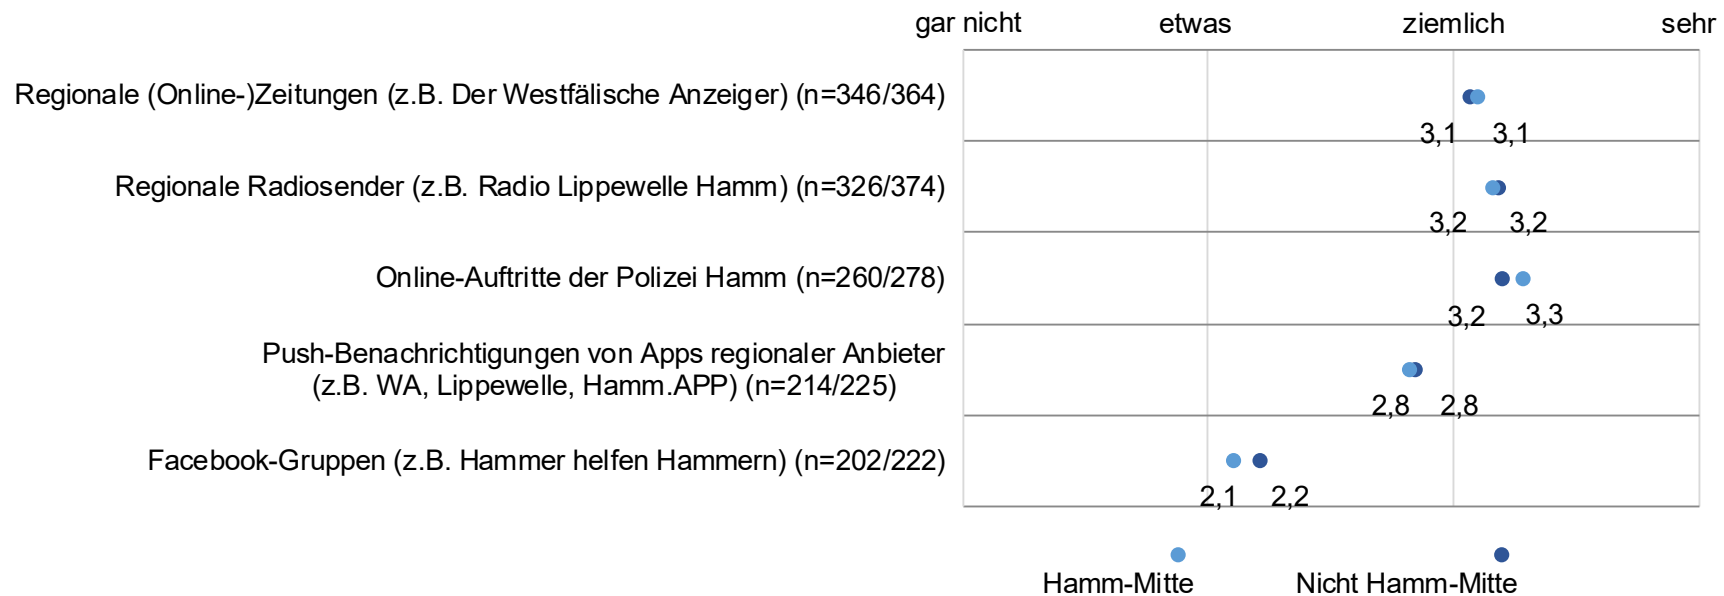 gar nicht etwas ziemlich sehr
Regionale (Online-)Zeitungen (z.B. Der Westfälische Anzeiger) (n=346/364)
3,1 3,1
Regionale Radiosender (z.B. Radio Lippewelle Hamm) (n=326/374)
3,2 3,2
Online-Auftritte der Polizei Hamm (n=260/278)
3,2 3,3
Push-Benachrichtigungen von Apps regionaler Anbieter
(z.B. WA, Lippewelle, Hamm.APP) (n=214/225)
2,8 2,8
Facebook-Gruppen (z.B. Hammer helfen Hammern) (n=202/222)
2,1 2,2
Hamm-Mitte Nicht Hamm-Mitte